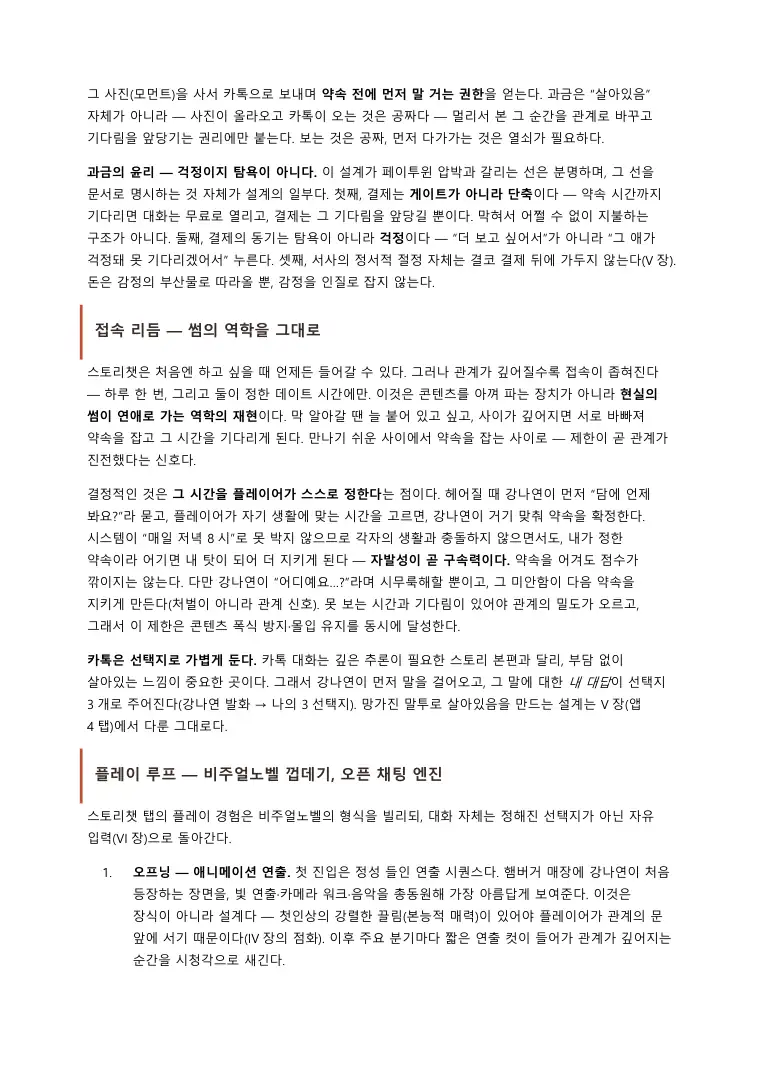 그 사진(모먼트)을 사서 카톡으로 보내며 약속 전에 먼저 말 거는 권한을 얻는다. 과금은 “살아있음”
자체가 아니라 — 사진이 올라오고 카톡이 오는 것은 공짜다 — 멀리서 본 그 순간을 관계로 바꾸고
기다림을 앞당기는 권리에만 붙는다. 보는 것은 공짜, 먼저 다가가는 것은 열쇠가 필요하다.
과금의 윤리 — 걱정이지 탐욕이 아니다. 이 설계가 페이투윈 압박과 갈리는 선은 분명하며, 그 선을
문서로 명시하는 것 자체가 설계의 일부다. 첫째, 결제는 게이트가 아니라 단축이다 — 약속 시간까지
기다리면 대화는 무료로 열리고, 결제는 그 기다림을 앞당길 뿐이다. 막혀서 어쩔 수 없이 지불하는
구조가 아니다. 둘째, 결제의 동기는 탐욕이 아니라 걱정이다 — “더 보고 싶어서”가 아니라 “그 애가
걱정돼 못 기다리겠어서” 누른다. 셋째, 서사의 정서적 절정 자체는 결코 결제 뒤에 가두지 않는다(V 장).
돈은 감정의 부산물로 따라올 뿐, 감정을 인질로 잡지 않는다.
접속 리듬 — 썸의 역학을 그대로
스토리챗은 처음엔 하고 싶을 때 언제든 들어갈 수 있다. 그러나 관계가 깊어질수록 접속이 좁혀진다
— 하루 한 번, 그리고 둘이 정한 데이트 시간에만. 이것은 콘텐츠를 아껴 파는 장치가 아니라 현실의
썸이 연애로 가는 역학의 재현이다. 막 알아갈 땐 늘 붙어 있고 싶고, 사이가 깊어지면 서로 바빠져
약속을 잡고 그 시간을 기다리게 된다. 만나기 쉬운 사이에서 약속을 잡는 사이로 — 제한이 곧 관계가
진전했다는 신호다.
결정적인 것은 그 시간을 플레이어가 스스로 정한다는 점이다. 헤어질 때 강나연이 먼저 “담에 언제
봐요?”라 묻고, 플레이어가 자기 생활에 맞는 시간을 고르면, 강나연이 거기 맞춰 약속을 확정한다.
시스템이 “매일 저녁 8 시”로 못 박지 않으므로 각자의 생활과 충돌하지 않으면서도, 내가 정한
약속이라 어기면 내 탓이 되어 더 지키게 된다 — 자발성이 곧 구속력이다. 약속을 어겨도 점수가
깎이지는 않는다. 다만 강나연이 “어디예요…?”라며 시무룩해할 뿐이고, 그 미안함이 다음 약속을
지키게 만든다(처벌이 아니라 관계 신호). 못 보는 시간과 기다림이 있어야 관계의 밀도가 오르고,
그래서 이 제한은 콘텐츠 폭식 방지·몰입 유지를 동시에 달성한다.
카톡은 선택지로 가볍게 둔다. 카톡 대화는 깊은 추론이 필요한 스토리 본편과 달리, 부담 없이
살아있는 느낌이 중요한 곳이다. 그래서 강나연이 먼저 말을 걸어오고, 그 말에 대한 내 대답이 선택지
3 개로 주어진다(강나연 발화 → 나의 3 선택지). 망가진 말투로 살아있음을 만드는 설계는 V 장(앱
4 탭)에서 다룬 그대로다.
플레이 루프 — 비주얼노벨 껍데기, 오픈 채팅 엔진
스토리챗 탭의 플레이 경험은 비주얼노벨의 형식을 빌리되, 대화 자체는 정해진 선택지가 아닌 자유
입력(VI 장)으로 돌아간다.
1. 오프닝 — 애니메이션 연출. 첫 진입은 정성 들인 연출 시퀀스다. 햄버거 매장에 강나연이 처음
등장하는 장면을, 빛 연출·카메라 워크·음악을 총동원해 가장 아름답게 보여준다. 이것은
장식이 아니라 설계다 — 첫인상의 강렬한 끌림(본능적 매력)이 있어야 플레이어가 관계의 문
앞에 서기 때문이다(IV 장의 점화). 이후 주요 분기마다 짧은 연출 컷이 들어가 관계가 깊어지는
순간을 시청각으로 새긴다.